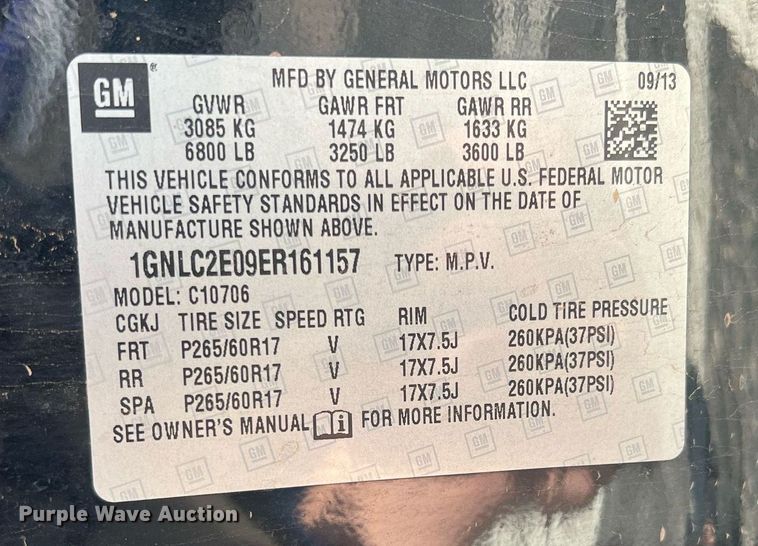 GM ®
MFD BY GENERAL MOTORS LLC 09/13
GVWR GAWR FRT GAWR RR
3085 KG 1474 KG 1633 KG
6800 LB 3250 LB 3600 LB
THIS VEHICLE CONFORMS TO ALL APPLICABLE U.S. FEDERAL MOTOR
VEHICLE SAFETY STANDARDS IN EFFECT ON THE DATE OF
MANUFACTURE SHOWN ABOVE.
1GNLC2E09ER161157 TYPE: M.P.V.
MODEL: C10706
CGKJ TIRE SIZE SPEED RTG RIM COLD TIRE PRESSURE
FRT P265/60R17 V 17X7.5J 260KPA(37PSI)
RR P265/60R17 V 17X7.5J 260KPA(37PSI)
SPA P265/60R17 V 17X7.5J 260KPA(37PSI)
SEE OWNER'S MANUAL i FOR MORE INFORMATION.
Purple Wave Auction